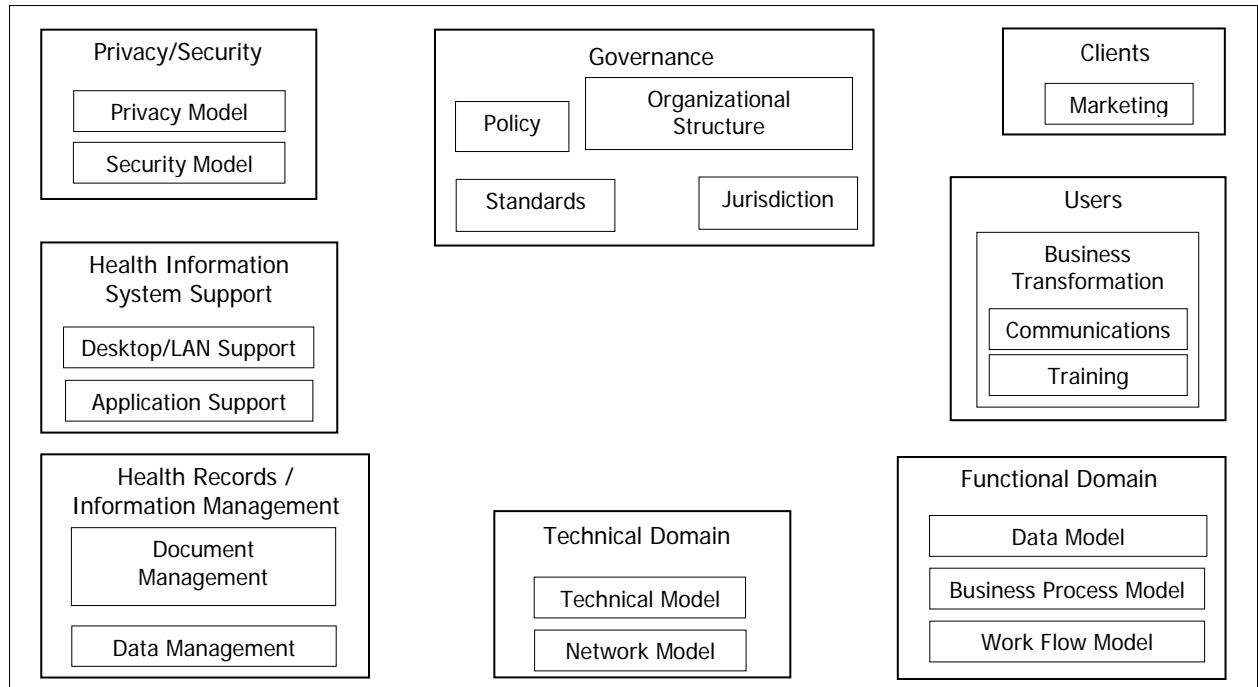 Privacy/Security
Privacy Model
Security Model
Governance
Policy
Organizational
Structure
Standards
Jurisdiction
Clients
Marketing
Health Information
System Support
Desktop/LAN Support
Application Support
Users
Business
Transformation
Communications
Training
Health Records /
Information Management
Document
Management
Data Management
Technical Domain
Technical Model
Network Model
Functional Domain
Data Model
Business Process Model
Work Flow Model